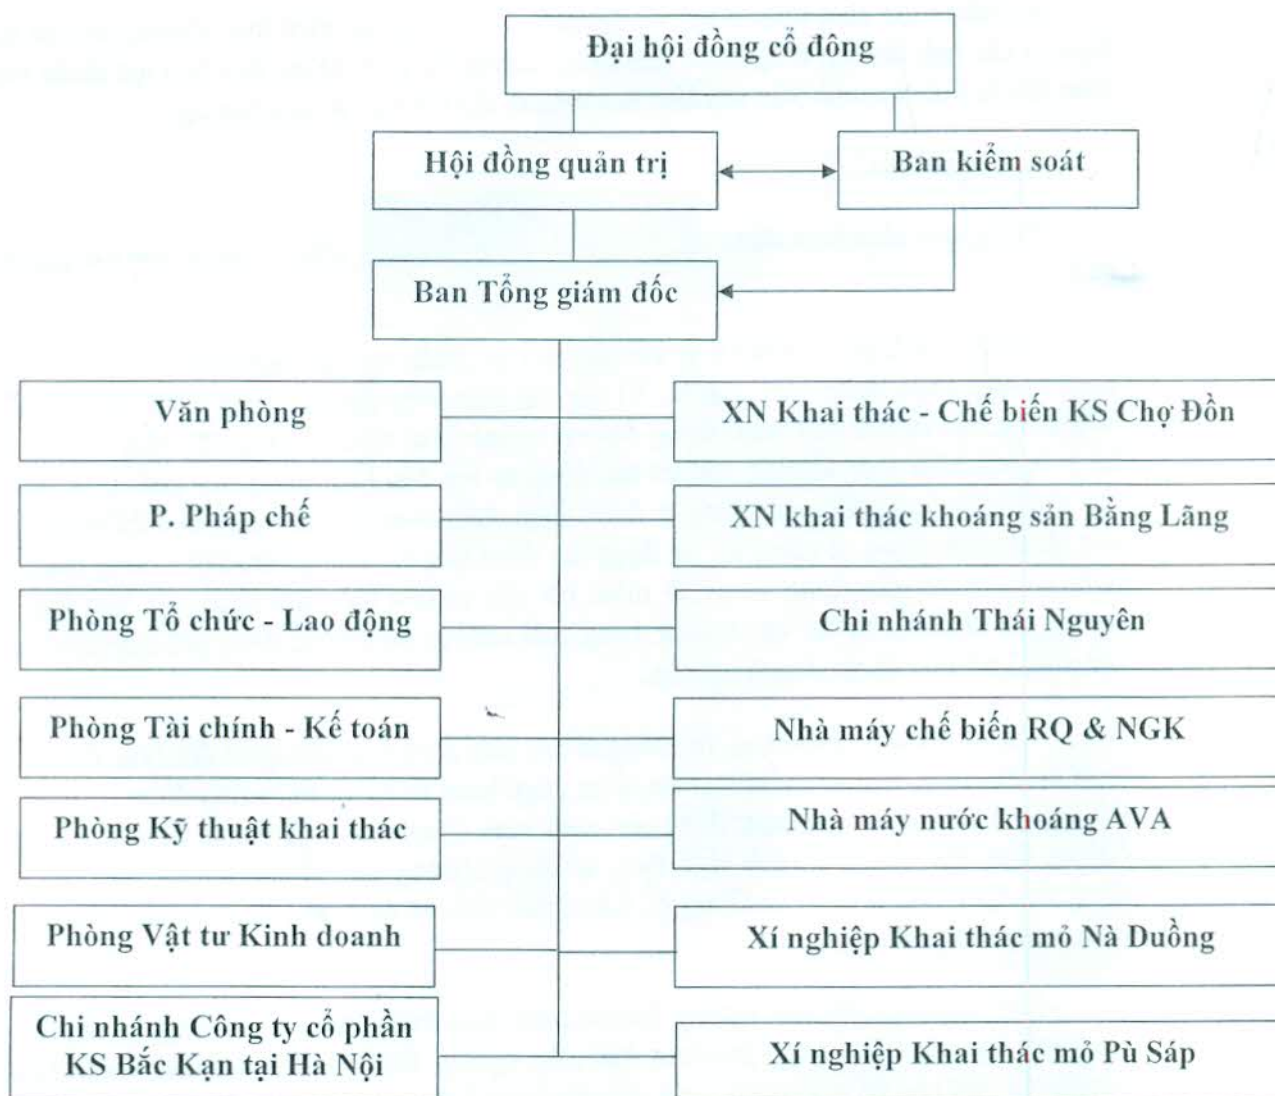 Đại hội đồng cổ đông
Hội đồng quản trị
Ban kiểm soát
Ban Tổng giám đốc
Văn phòng
XN Khai thác - Chế biến KS Chợ Đồn
P. Pháp chế
XN khai thác khoáng sản Bằng Lãng
Phòng Tổ chức - Lao động
Chi nhánh Thái Nguyên
Phòng Tài chính - Kế toán
Nhà máy chế biến RQ & NGK
Phòng Kỹ thuật khai thác
Nhà máy nước khoáng AVA
Phòng Vật tư Kinh doanh
Xí nghiệp Khai thác mỏ Nà Duồng
Chi nhánh Công ty cổ phần
KS Bắc Kạn tại Hà Nội
Xí nghiệp Khai thác mỏ Pù Sáp